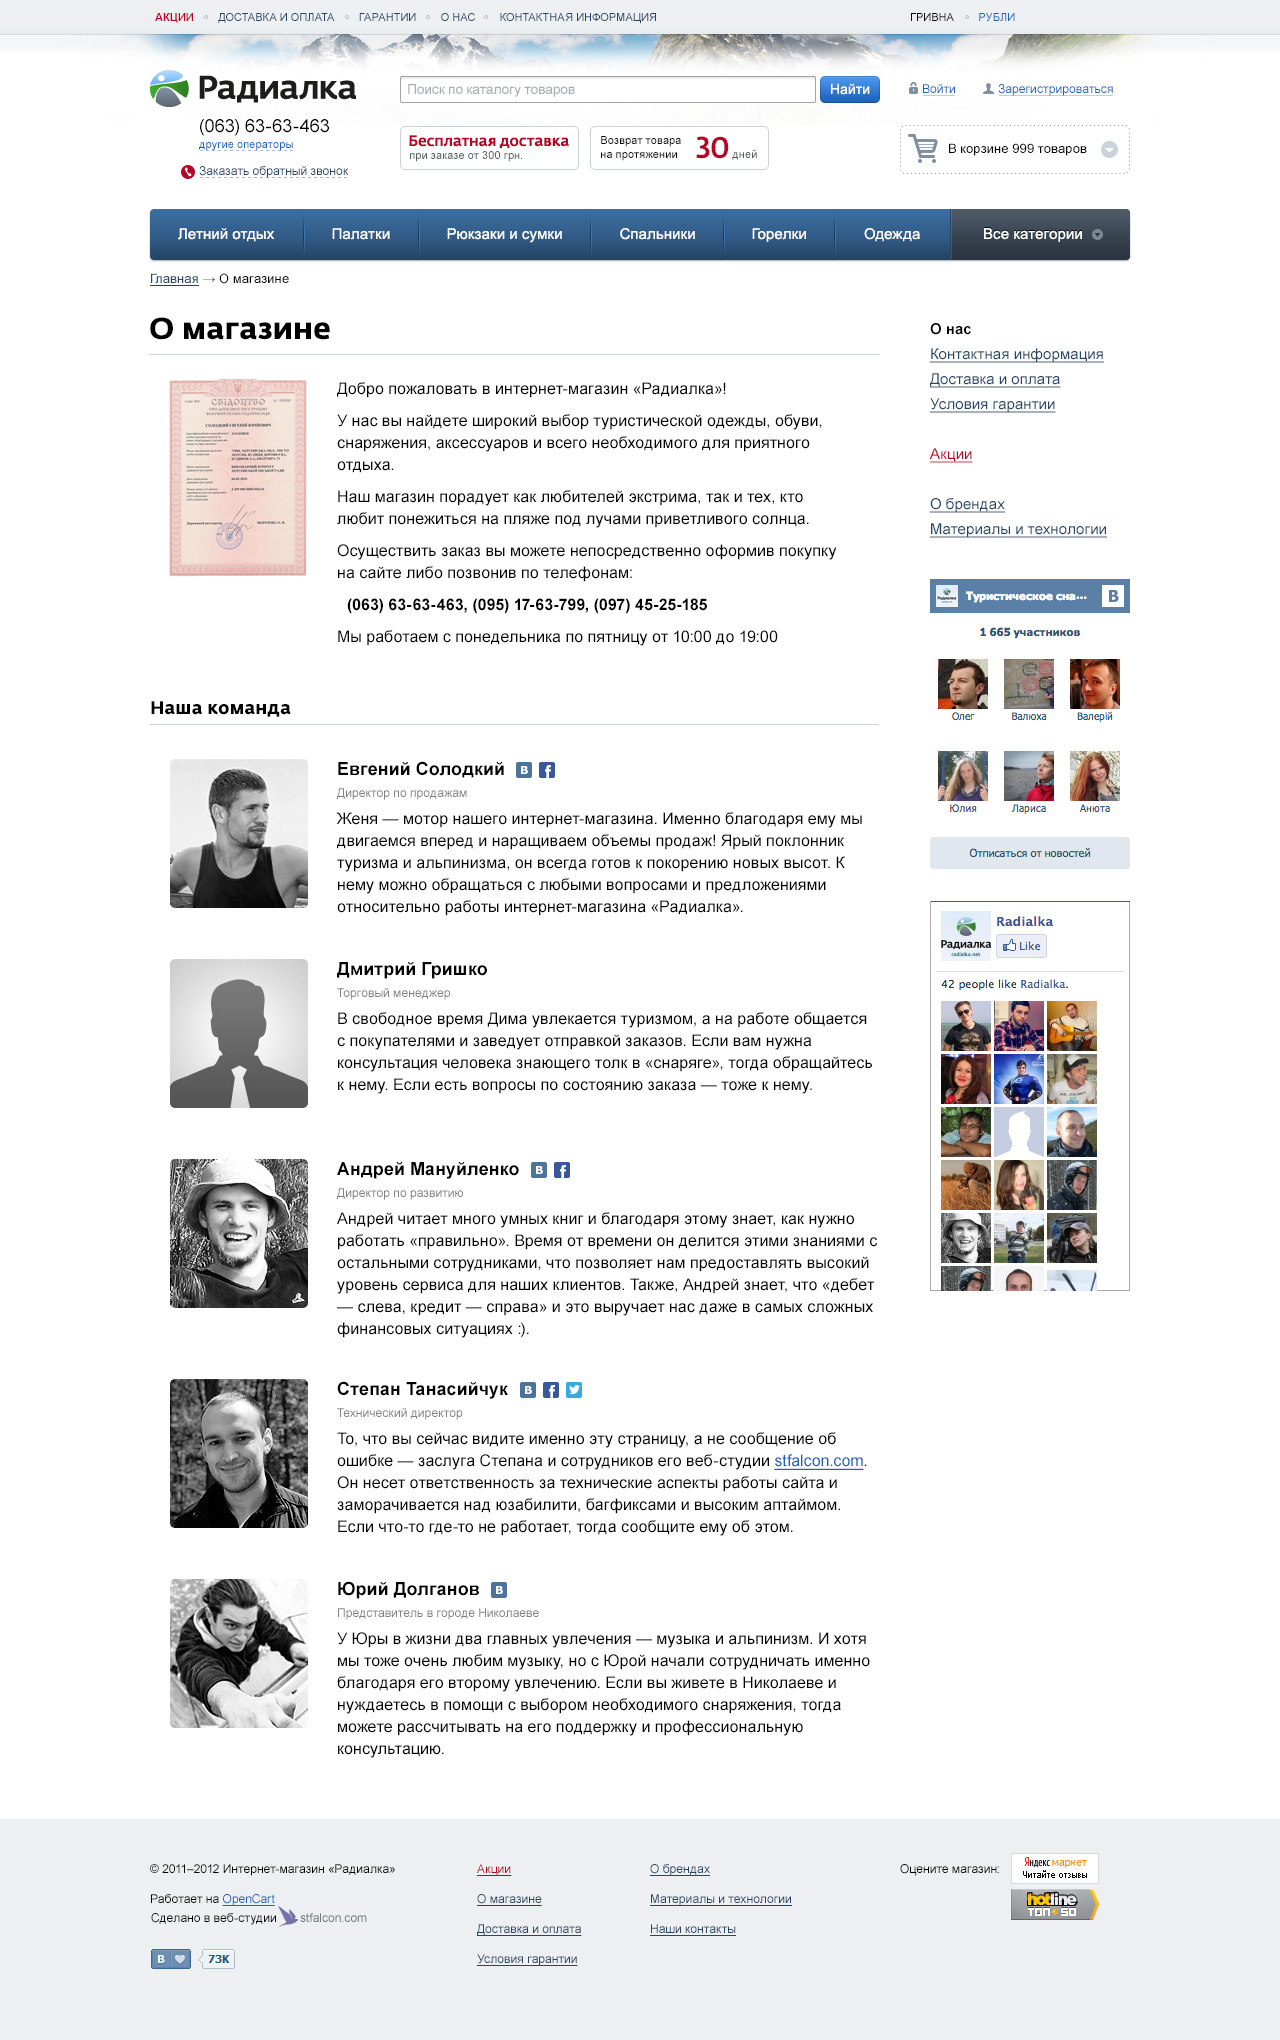 АКЦИИ ДОСТАВКА И ОПЛАТА ГАРАНТИИ О НАС КОНТАКТНАЯ ИНФОРМАЦИЯ ГРИВНА РУБЛИ
Радиалка
Поиск по каталогу товаров
Найти
Войти
Зарегистрироваться
(063) 63-63-463
другие операторы
Заказать обратный звонок
Бесплатная доставка
при заказе от 300 грн.
Возврат товара
на протяжении
30 дней
В корзине 999 товаров
Летний отдых Палатки Рюкзаки и сумки Спальники Горелки Одежда Все категории
Главная → О магазине
О магазине
СВІДОЦТВО
Добро пожаловать в интернет-магазин «Радиалка»!
У нас вы найдете широкий выбор туристической одежды, обуви,
снаряжения, аксессуаров и всего необходимого для приятного
отдыха.
Наш магазин порадует как любителей экстрима, так и тех, кто
любит понежиться на пляже под лучами приветливого солнца.
Осуществить заказ вы можете непосредственно оформив покупку
на сайте либо позвонив по телефонам:
(063) 63-63-463, (095) 17-63-799, (097) 45-25-185
Мы работаем с понедельника по пятницу от 10:00 до 19:00
Наша команда
Евгений Солодкий
Директор по продажам
Женя — мотор нашего интернет-магазина. Именно благодаря ему мы
двигаемся вперед и наращиваем объемы продаж! Ярый поклонник
туризма и альпинизма, он всегда готов к покорению новых высот. К
нему можно обращаться с любыми вопросами и предложениями
относительно работы интернет-магазина «Радиалка».
Дмитрий Гришко
Торговый менеджер
В свободное время Дима увлекается туризмом, а на работе общается
с покупателями и заведует отправкой заказов. Если вам нужна
консультация человека знающего толк в «снаряге», тогда обращайтесь
к нему. Если есть вопросы по состоянию заказа — тоже к нему.
Андрей Мануйленко
Директор по развитию
Андрей читает много умных книг и благодаря этому знает, как нужно
работать «правильно». Время от времени он делится этими знаниями с
остальными сотрудниками, что позволяет нам предоставлять высокий
уровень сервиса для наших клиентов. Также, Андрей знает, что «дебет
— слева, кредит — справа» и это выручает нас даже в самых сложных
финансовых ситуациях :).
Степан Танасийчук
Технический директор
То, что вы сейчас видите именно эту страницу, а не сообщение об
ошибке — заслуга Степана и сотрудников его веб-студии stfalcon.com.
Он несет ответственность за технические аспекты работы сайта и
заморачивается над юзабилити, багфиксами и высоким аптаймом.
Если что-то где-то не работает, тогда сообщите ему об этом.
Юрий Долганов
Представитель в городе Николаеве
У Юры в жизни два главных увлечения — музыка и альпинизм. И хотя
мы тоже очень любим музыку, но с Юрой начали сотрудничать именно
благодаря его второму увлечению. Если вы живете в Николаеве и
нуждаетесь в помощи с выбором необходимого снаряжения, тогда
можете рассчитывать на его поддержку и профессиональную
консультацию.
О нас
Контактная информация
Доставка и оплата
Условия гарантии
Акции
О брендах
Материалы и технологии
Радиалка Туристическое сна... В
1 665 участников
Олег Валюха Валерій
Юлия Лариса Анюта
Отписаться от новостей
Радиалка
radialka.net
Radialka
Like
42 people like Radialka.
© 2011–2012 Интернет-магазин «Радиалка»
Работает на OpenCart
Сделано в веб-студии stfalcon.com
В 73K
Акции
О магазине
Доставка и оплата
Условия гарантии
О брендах
Материалы и технологии
Наши контакты
Оцените магазин:
Яндекс маркет
Читайте отзывы
hotline
ТОП 50